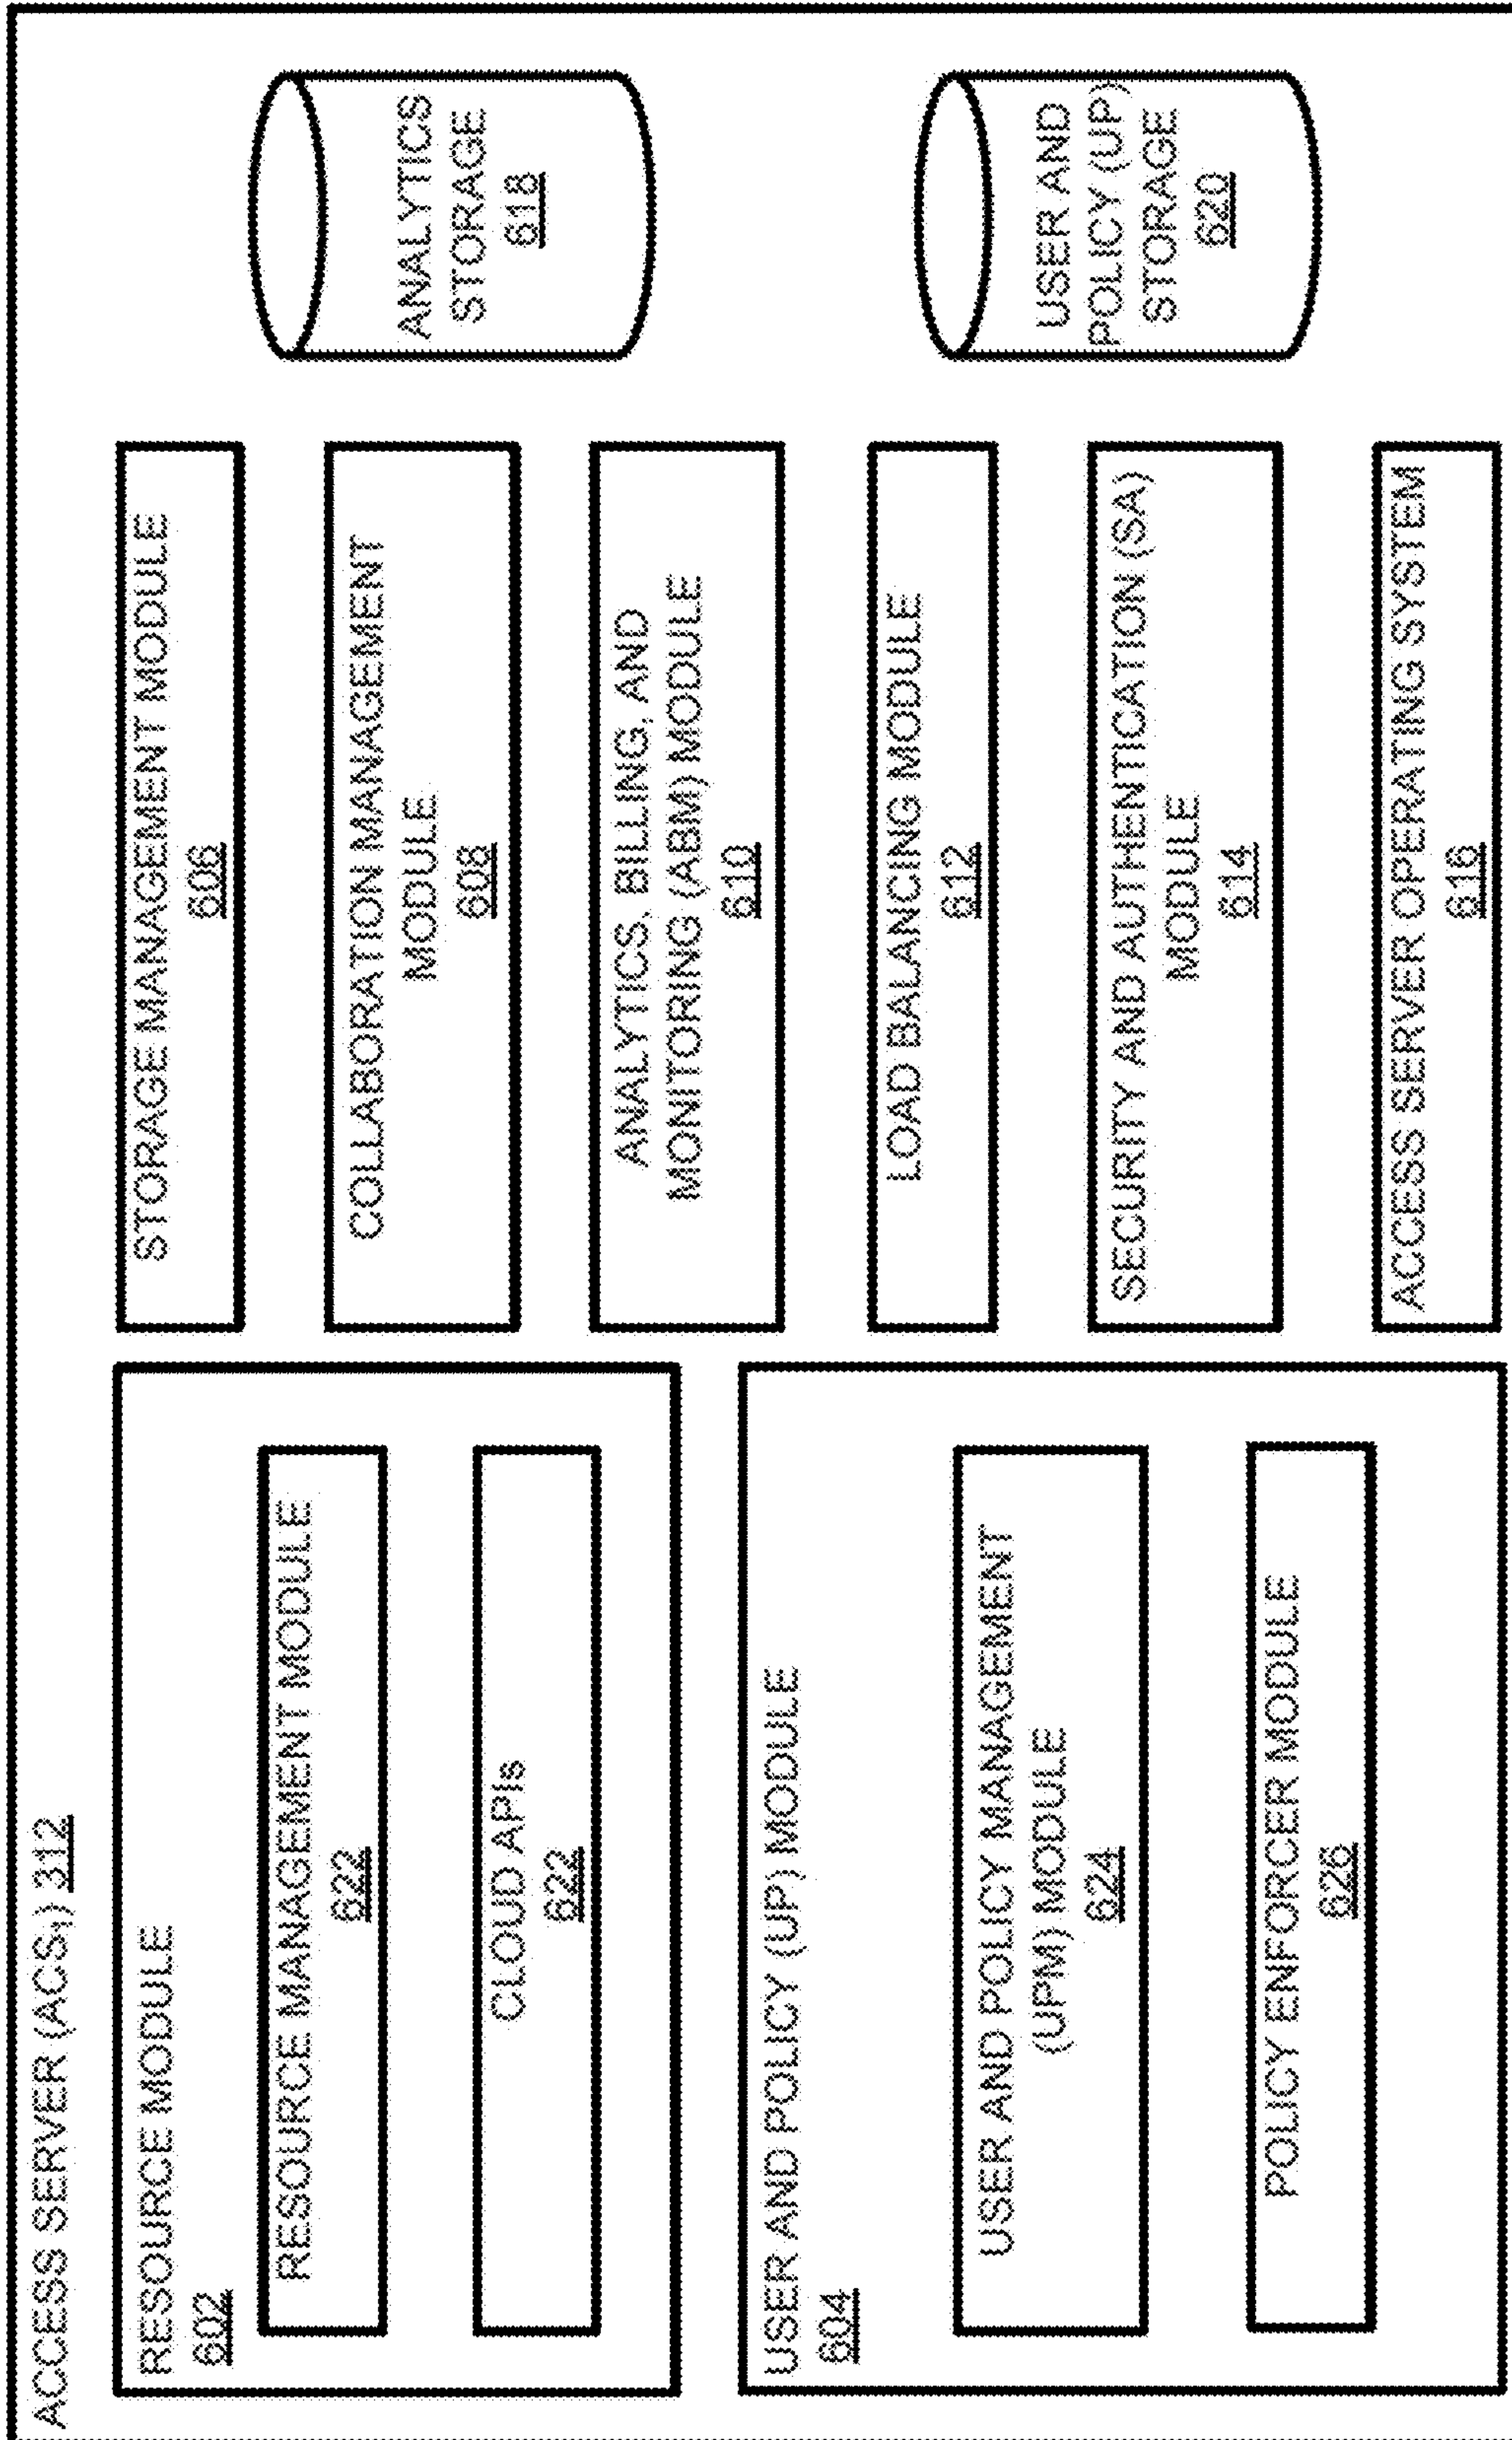 ACCESS SERVER (ACS₁) 312
RESOURCE MODULE
602
RESOURCE MANAGEMENT MODULE
622
CLOUD APIs
622
USER AND POLICY (UP) MODULE
604
USER AND POLICY MANAGEMENT
(UPM) MODULE
624
POLICY ENFORCER MODULE
626
STORAGE MANAGEMENT MODULE
606
COLLABORATION MANAGEMENT
MODULE
608
ANALYTICS, BILLING, AND
MONITORING (ABM) MODULE
610
LOAD BALANCING MODULE
612
SECURITY AND AUTHENTICATION (SA)
MODULE
614
ACCESS SERVER OPERATING SYSTEM
616
ANALYTICS
STORAGE
618
USER AND
POLICY (UP)
STORAGE
620